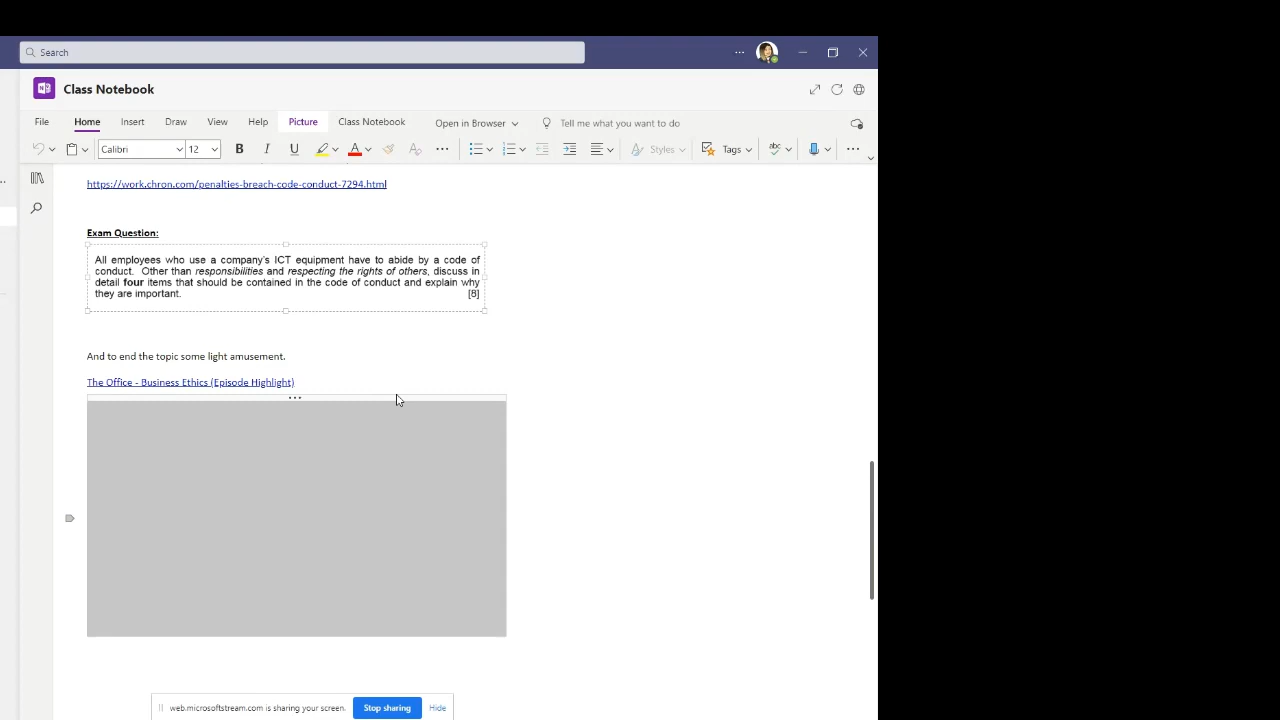 Search
Class Notebook
File Home Insert Draw View Help Picture Class Notebook Open in Browser Tell me what you want to do
Calibri 12 B I U A Styles Tags abc
https://work.chron.com/penalties-breach-code-conduct-7294.html
Exam Question:
All employees who use a company's ICT equipment have to abide by a code of
conduct. Other than responsibilities and respecting the rights of others, discuss in
detail four items that should be contained in the code of conduct and explain why
they are important. [8]
And to end the topic some light amusement.
The Office - Business Ethics (Episode Highlight)
web.microsoftstream.com is sharing your screen. Stop sharing Hide